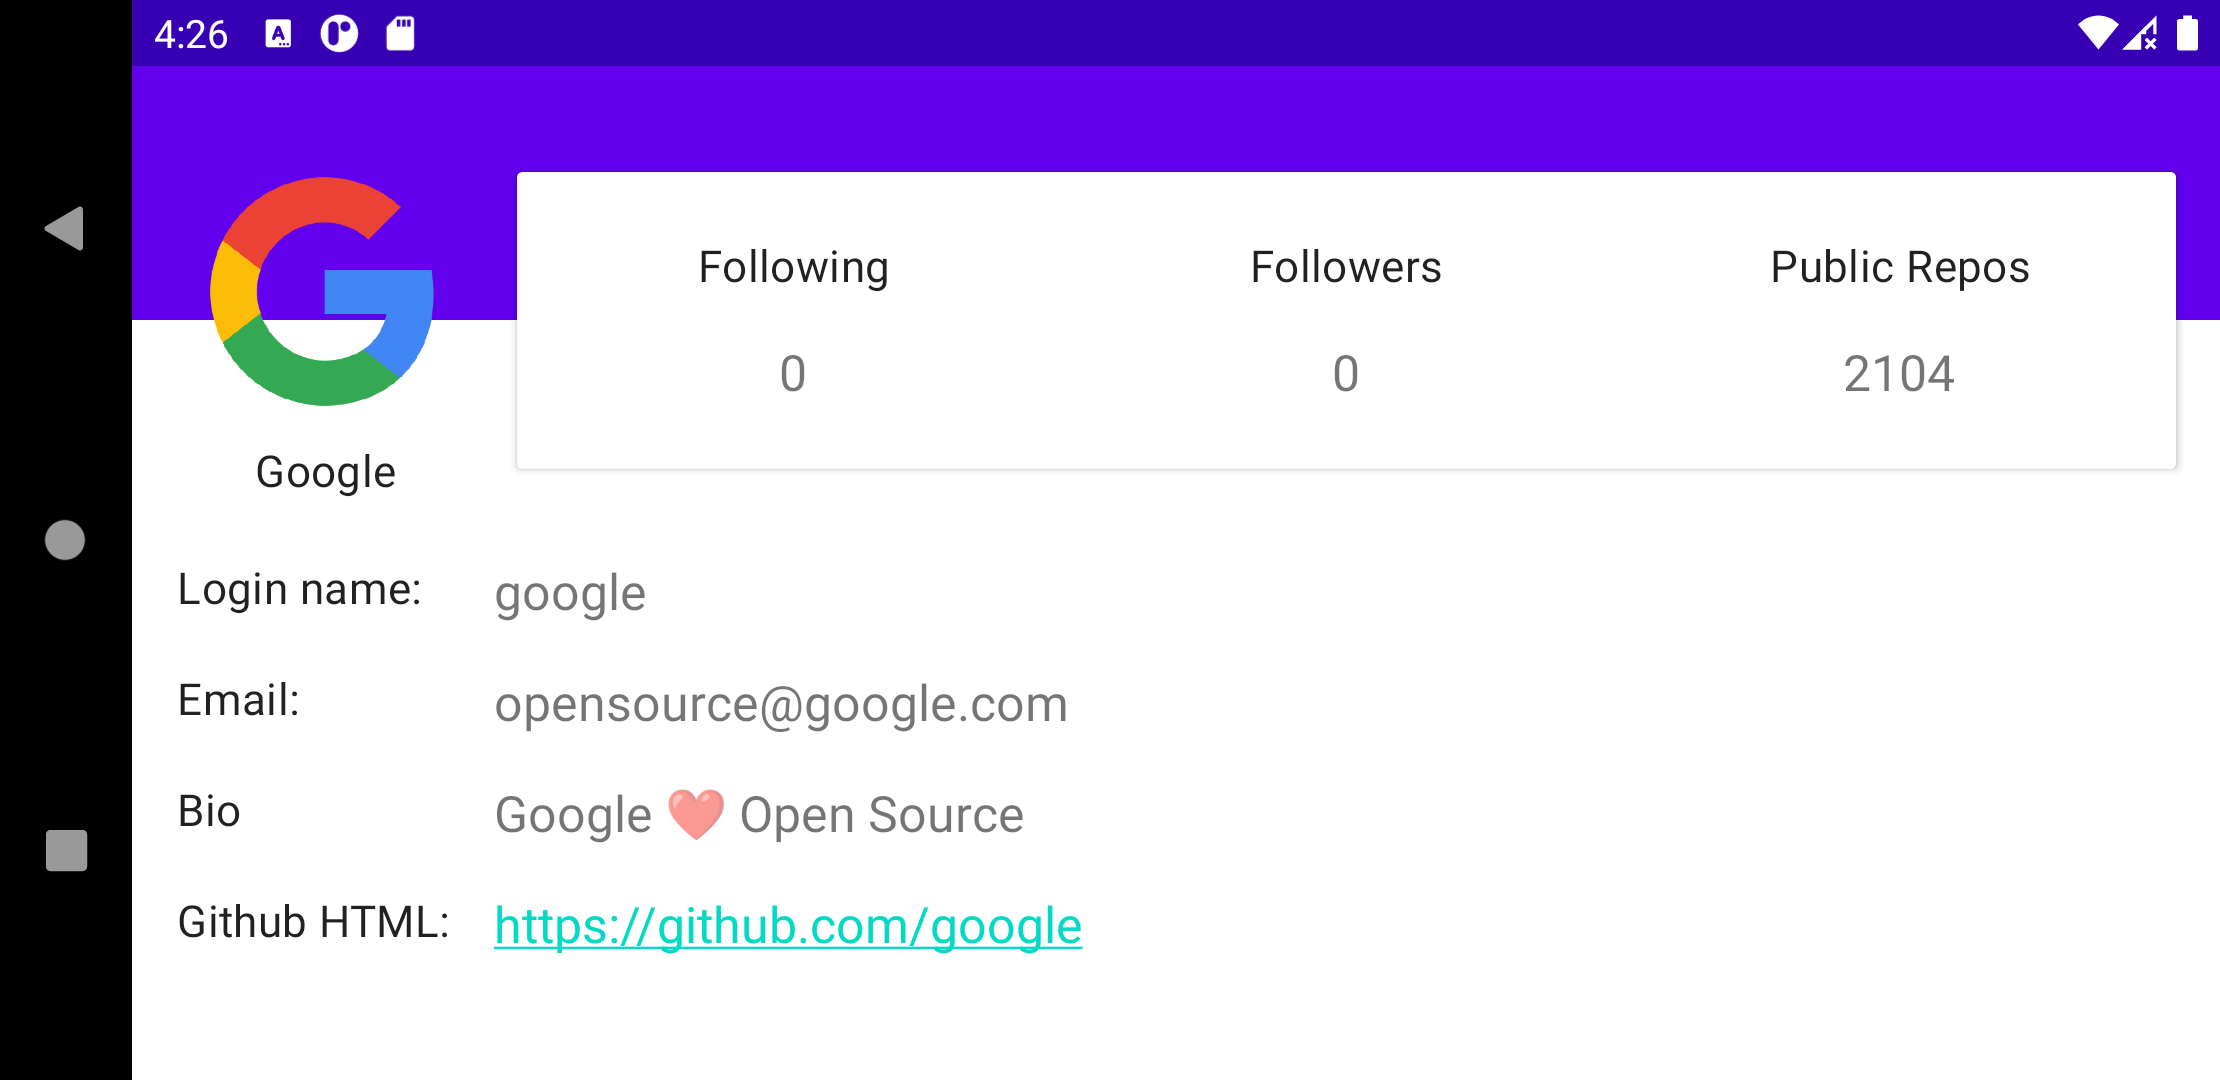 4:26
Following Followers Public Repos
0 0 2104
Google
Login name: google
Email: opensource@google.com
Bio Google ❤️ Open Source
Github HTML: https://github.com/google